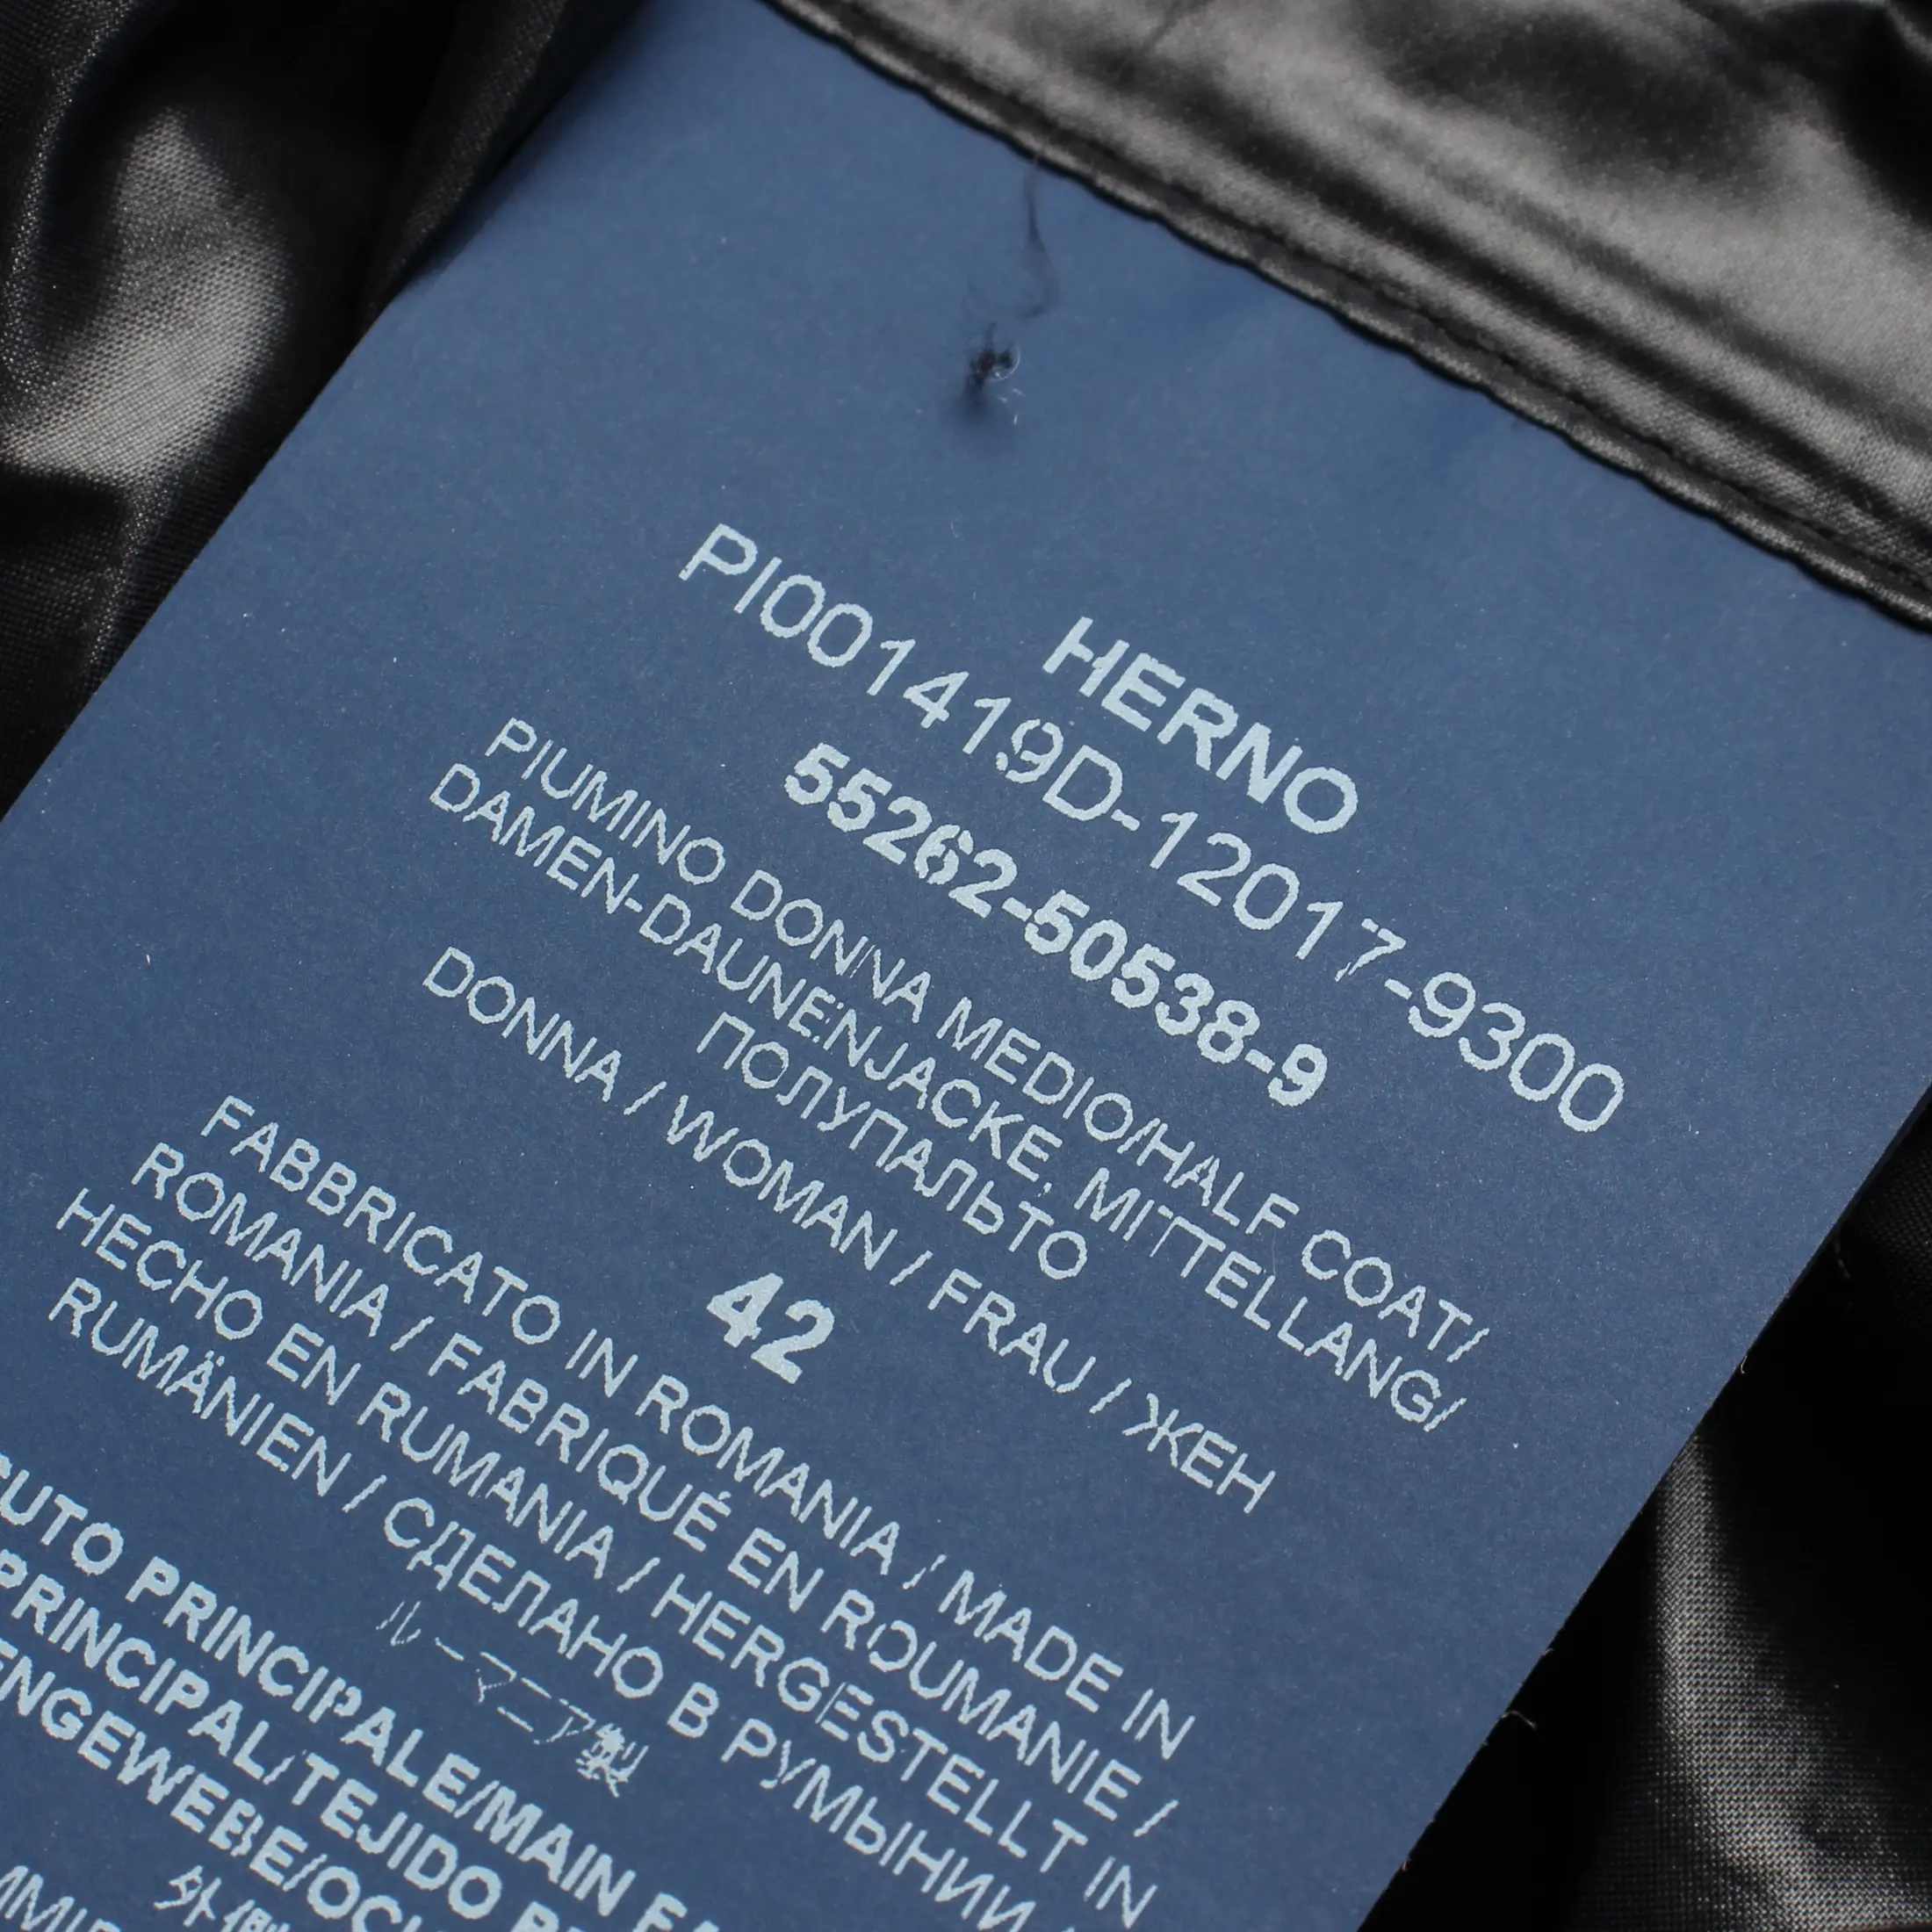 HERNO
PI001419D-12017-9300
55262-50538-9
PIUMINO DONNA MEDIO/HALF COAT/
DAMEN-DAUNENJACKE, MITTELLANG/
ПОЛУПАЛЬТО
DONNA / WOMAN / FRAU / ЖЕН
42
FABBRICATO IN ROMANIA / MADE IN
ROMANIA / FABRIQUÉ EN ROUMANIE /
HECHO EN RUMANIA / HERGESTELLT IN
RUMÄNIEN / СДЕЛАНО В РУМЫНИИ /
ルーマニア製
PRINCIPALE/MAIN
PRINCIPAL/TEJIDO